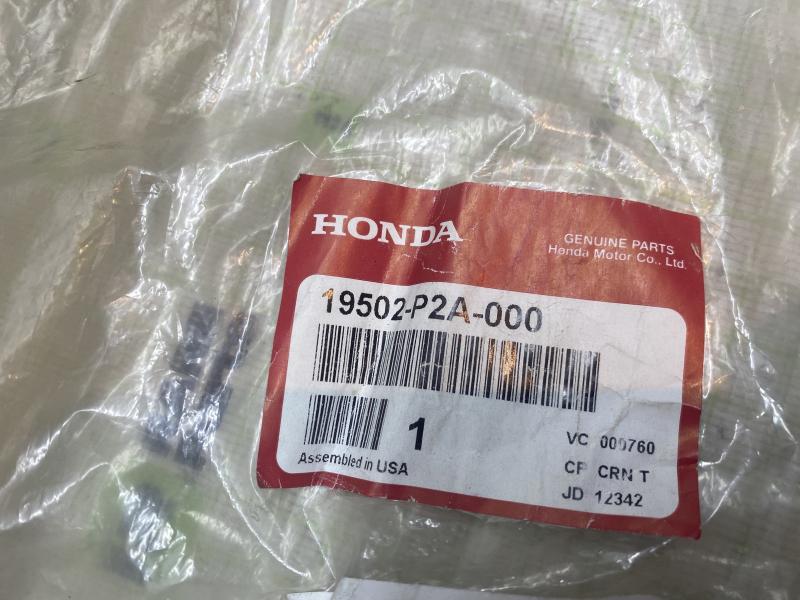 HONDA
GENUINE PARTS
Honda Motor Co., Ltd.
19502-P2A-000
1
Assembled in USA
VC 000760
CP CRN T
JD 12342